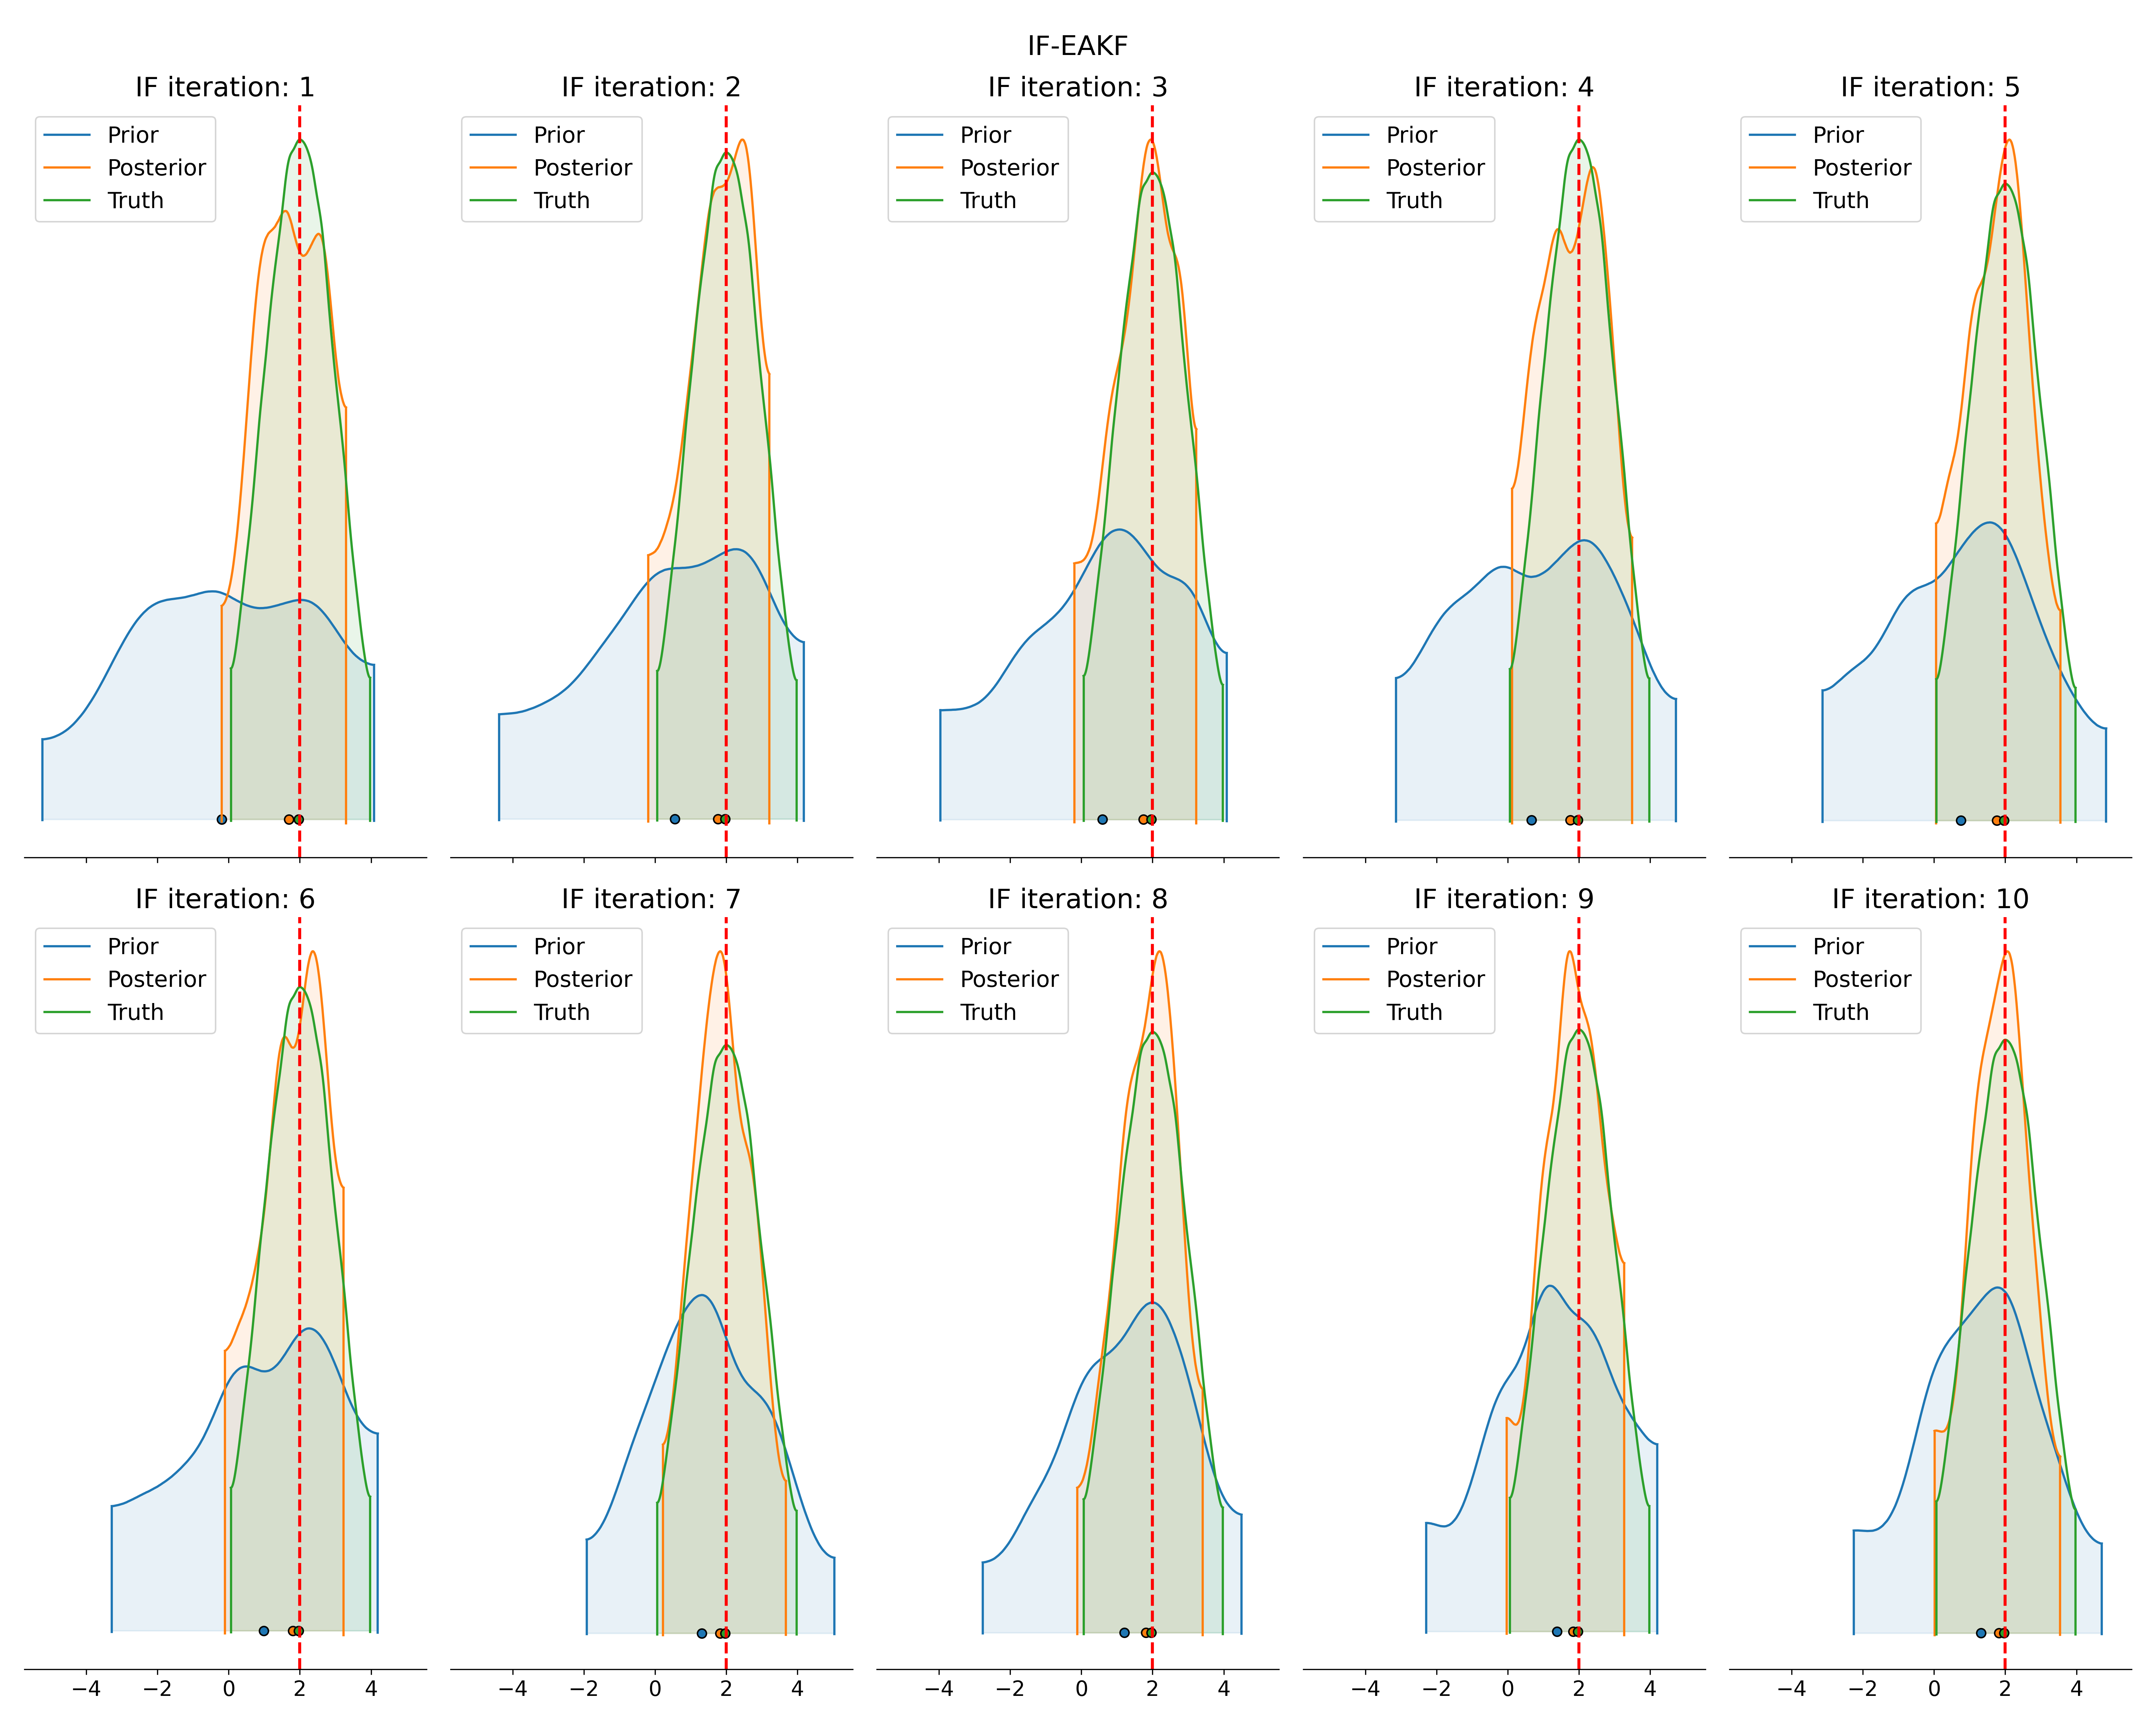 IF-EAKF
IF iteration: 1
Prior
Posterior
Truth
IF iteration: 2
Prior
Posterior
Truth
IF iteration: 3
Prior
Posterior
Truth
IF iteration: 4
Prior
Posterior
Truth
IF iteration: 5
Prior
Posterior
Truth
IF iteration: 6
Prior
Posterior
Truth
−4 −2 0 2 4
IF iteration: 7
Prior
Posterior
Truth
−4 −2 0 2 4
IF iteration: 8
Prior
Posterior
Truth
−4 −2 0 2 4
IF iteration: 9
Prior
Posterior
Truth
−4 −2 0 2 4
IF iteration: 10
Prior
Posterior
Truth
−4 −2 0 2 4